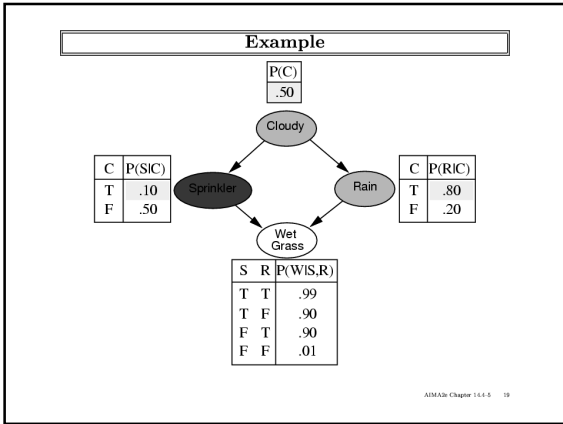 Example
P(C)
.50
Cloudy
C P(S|C)
T .10
F .50
Sprinkler
Rain
C P(R|C)
T .80
F .20
Wet
Grass
S R P(W|S,R)
T T .99
T F .90
F T .90
F F .01
AIMA2e Chapter 14.4-5 19